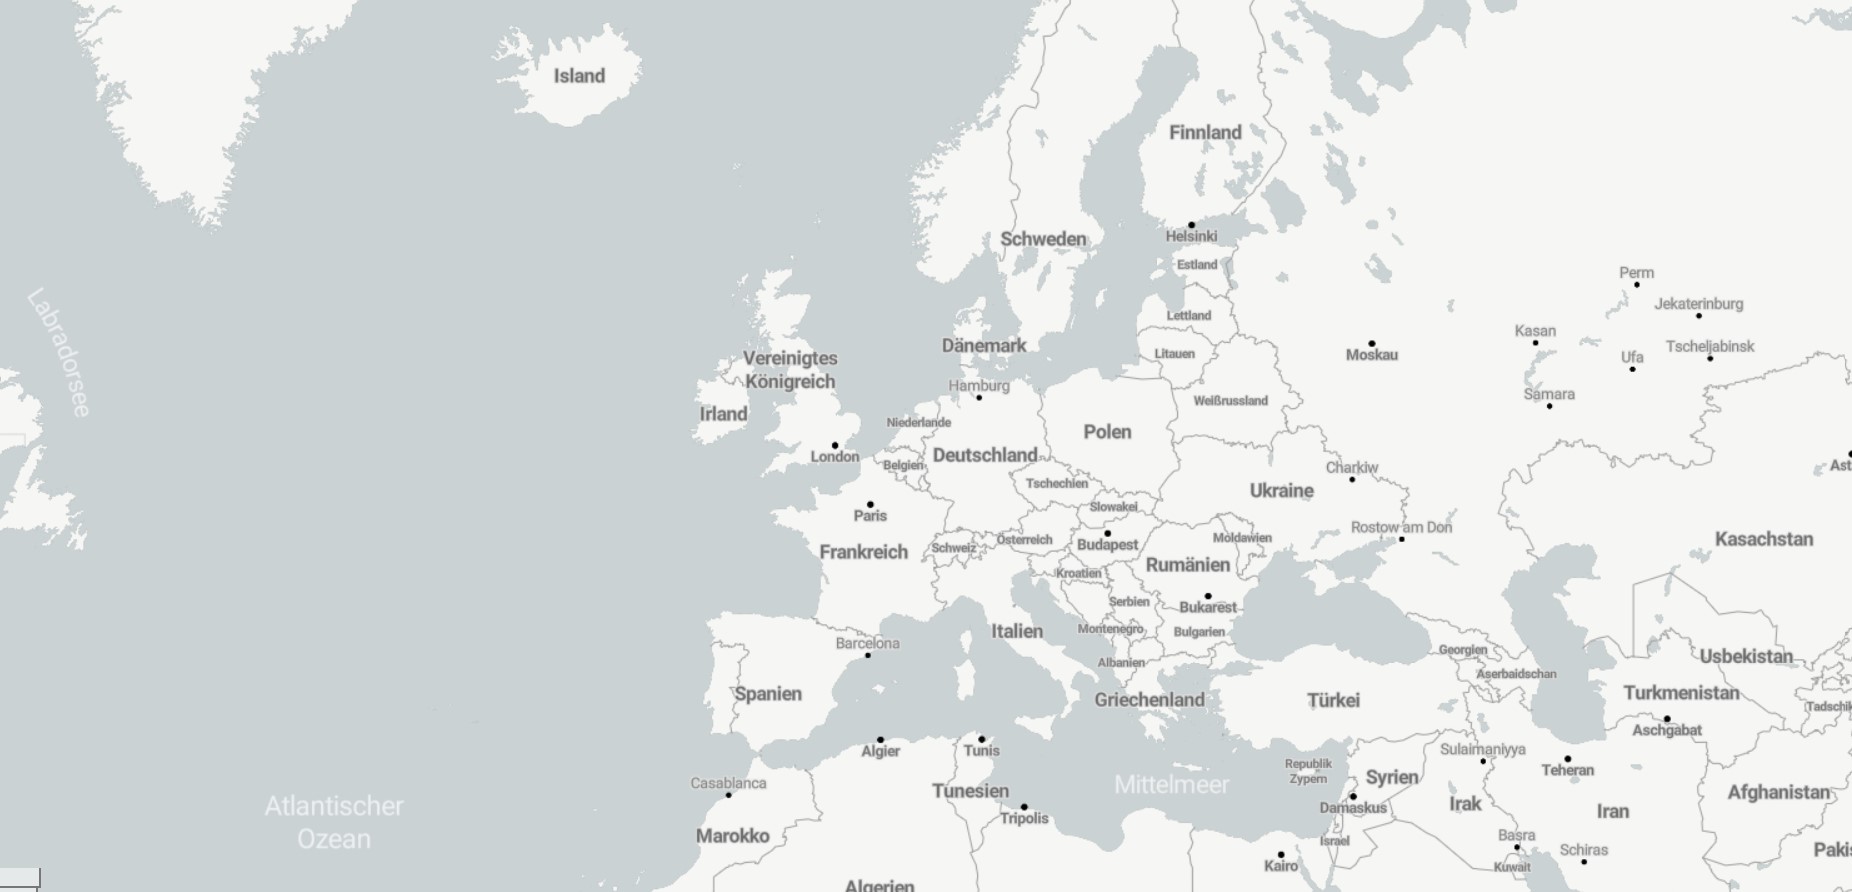 Island
Finnland
Schweden
Helsinki
Estland
Perm
Jekaterinburg
Labradorsee
Lettland
Kasan
Dänemark
Litauen
Moskau
Ufa
Tscheljabinsk
Vereinigtes
Königreich
Hamburg
Samara
Weißrussland
Irland
Niederlande
Polen
London
Belgien
Deutschland
Charkiw
Tschechien
Ukraine
Paris
Slowakei
Rostow am Don
Frankreich
Schweiz
Österreich
Budapest
Moldawien
Kasachstan
Rumänien
Kroatien
Serbien
Bukarest
Italien
Montenegro
Bulgarien
Barcelona
Albanien
Georgien
Usbekistan
Aserbaidschan
Spanien
Griechenland
Türkei
Turkmenistan
Aschgabat
Algier
Tunis
Sulaimaniyya
Teheran
Republik
Zypern
Casablanca
Tunesien
Mittelmeer
Syrien
Afghanistan
Atlantischer
Ozean
Tripolis
Damaskus
Irak
Iran
Marokko
Israel
Basra
Schiras
Kairo
Kuwait
Algerien